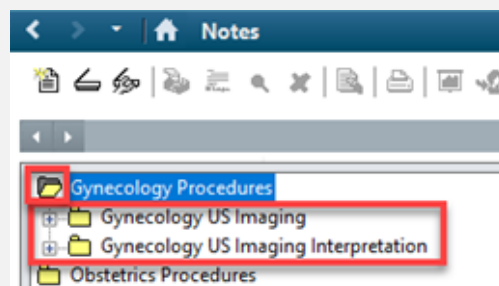 Notes
Gynecology Procedures
Gynecology US Imaging
Gynecology US Imaging Interpretation
Obstetrics Procedures